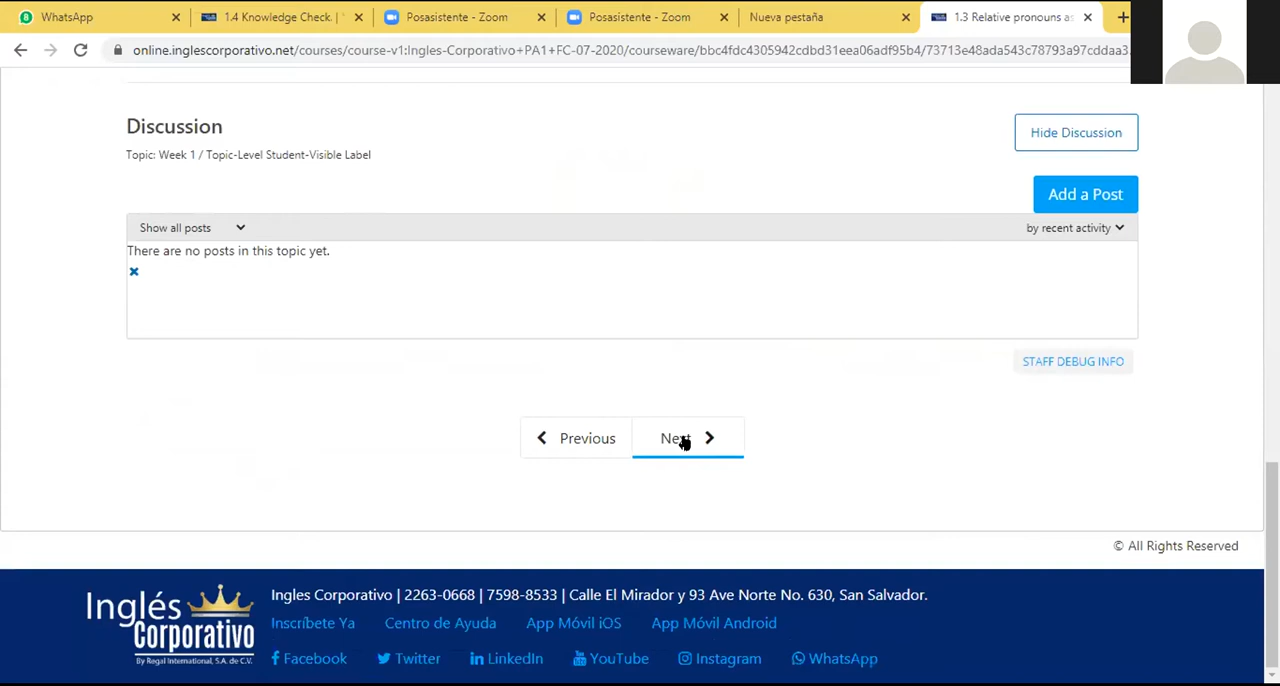 WhatsApp
1.4 Knowledge Check. |
Posasistente - Zoom
Posasistente - Zoom
Nueva pestaña
1.3 Relative pronouns as
online.inglescorporativo.net/courses/course-v1:Ingles-Corporativo+PA1+FC-07-2020/courseware/bbc4fdc4305942cdbd31eea06adf95b4/73713e48ada543c78793a97cddaa3...
Discussion
Hide Discussion
Topic: Week 1 / Topic-Level Student-Visible Label
Add a Post
Show all posts
by recent activity
There are no posts in this topic yet.
STAFF DEBUG INFO
Previous
Next
© All Rights Reserved
Inglés Corporativo
By Regal International, S.A. de C.V.
Ingles Corporativo | 2263-0668 | 7598-8533 | Calle El Mirador y 93 Ave Norte No. 630, San Salvador.
Inscríbete Ya
Centro de Ayuda
App Móvil iOS
App Móvil Android
Facebook
Twitter
LinkedIn
YouTube
Instagram
WhatsApp